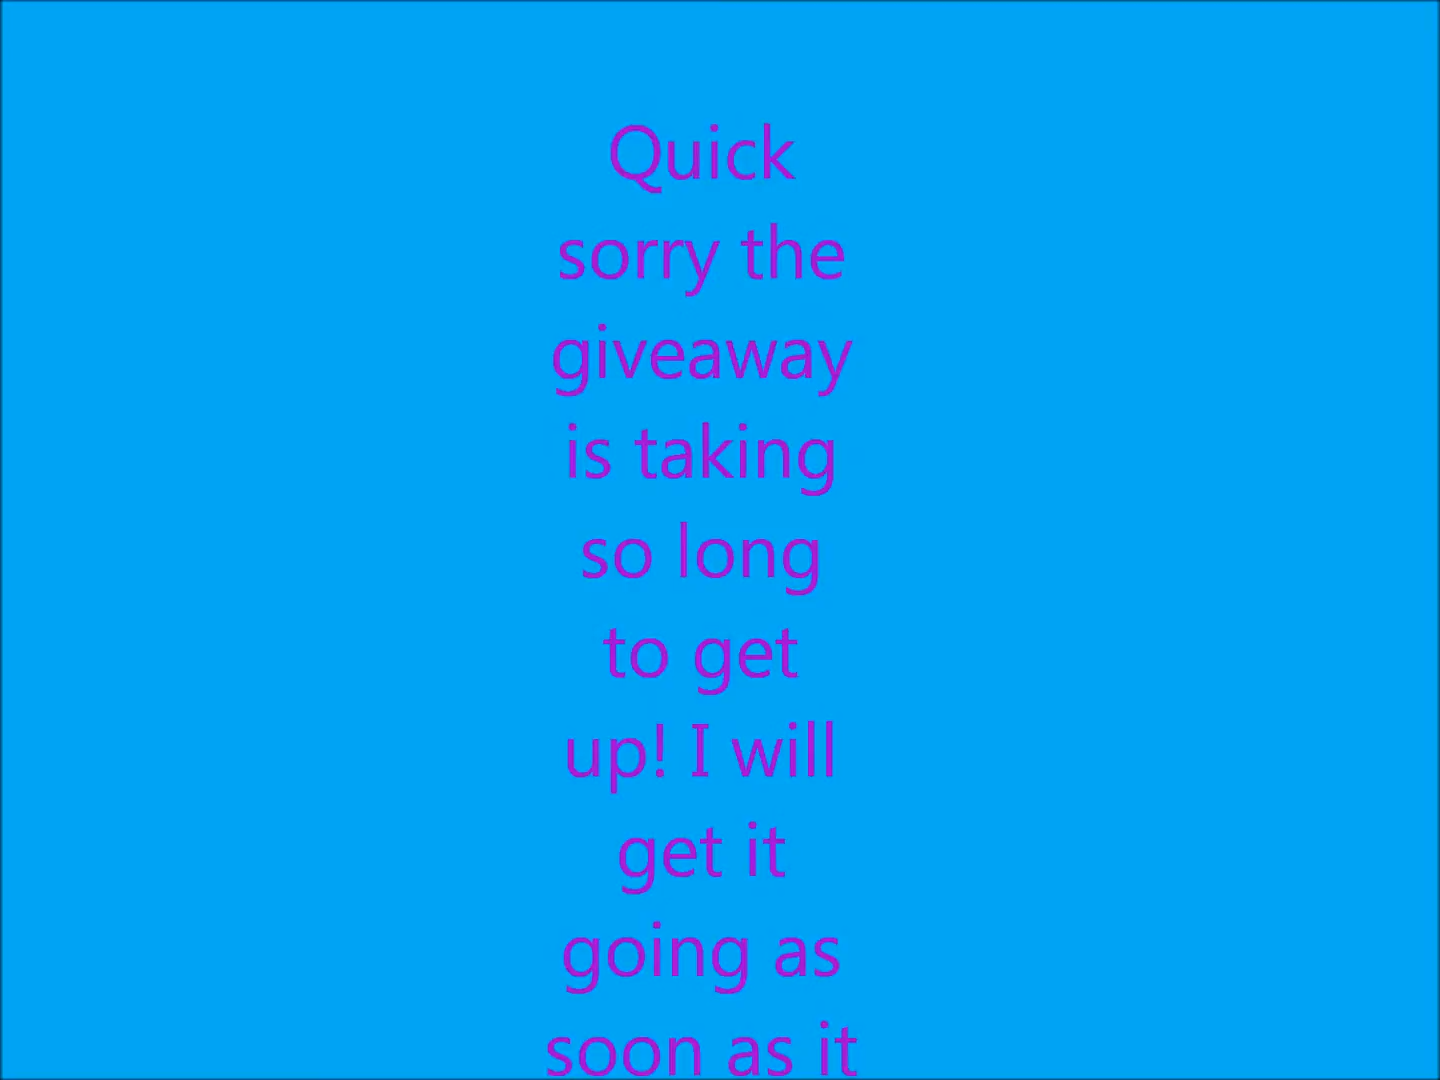 Quick
sorry the
giveaway
is taking
so long
to get
up! I will
get it
going as
soon as it